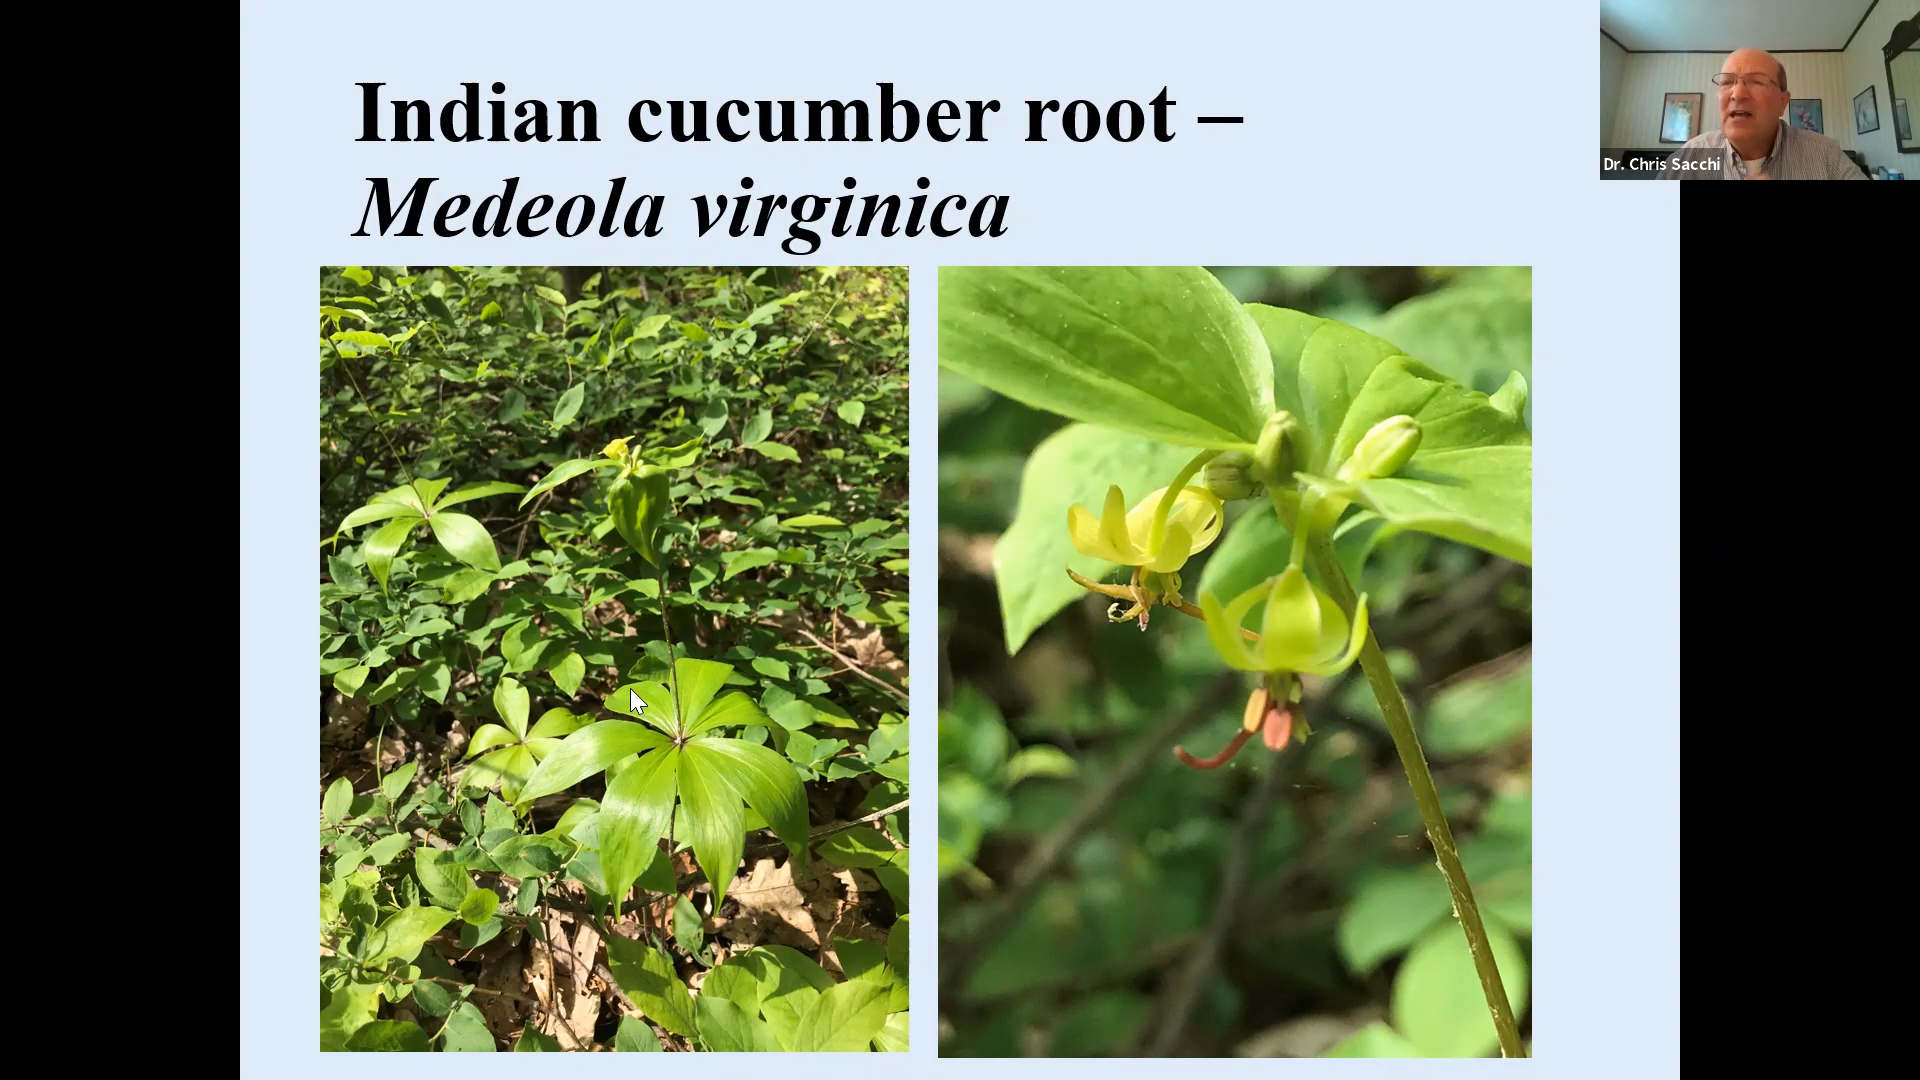 Indian cucumber root –
Medeola virginica
Dr. Chris Sacchi